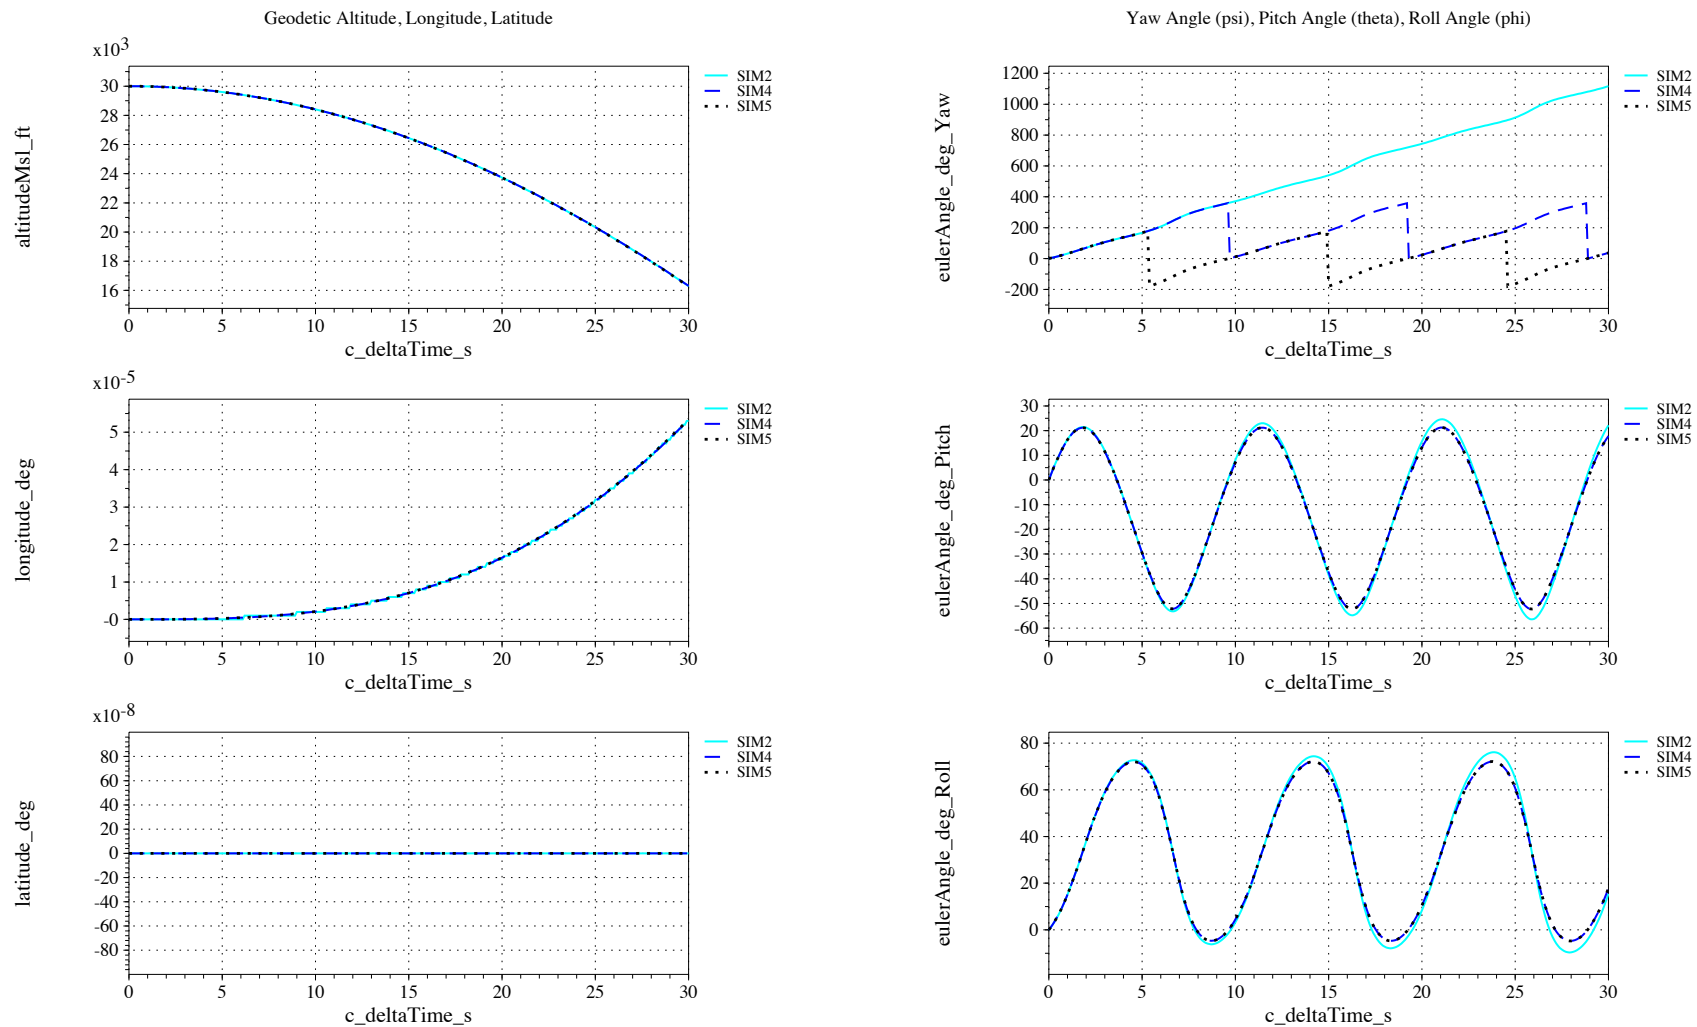 Geodetic Altitude, Longitude, Latitude
x10^3
altitudeMsl_ft
30
28
26
24
22
20
18
16
0 5 10 15 20 25 30
c_deltaTime_s
SIM2
SIM4
SIM5
x10^-5
longitude_deg
5
4
3
2
1
-0
0 5 10 15 20 25 30
c_deltaTime_s
SIM2
SIM4
SIM5
x10^-8
latitude_deg
80
60
40
20
0
-20
-40
-60
-80
0 5 10 15 20 25 30
c_deltaTime_s
SIM2
SIM4
SIM5
Yaw Angle (psi), Pitch Angle (theta), Roll Angle (phi)
eulerAngle_deg_Yaw
1200
1000
800
600
400
200
0
-200
0 5 10 15 20 25 30
c_deltaTime_s
SIM2
SIM4
SIM5
eulerAngle_deg_Pitch
30
20
10
0
-10
-20
-30
-40
-50
-60
0 5 10 15 20 25 30
c_deltaTime_s
SIM2
SIM4
SIM5
eulerAngle_deg_Roll
80
60
40
20
0
0 5 10 15 20 25 30
c_deltaTime_s
SIM2
SIM4
SIM5